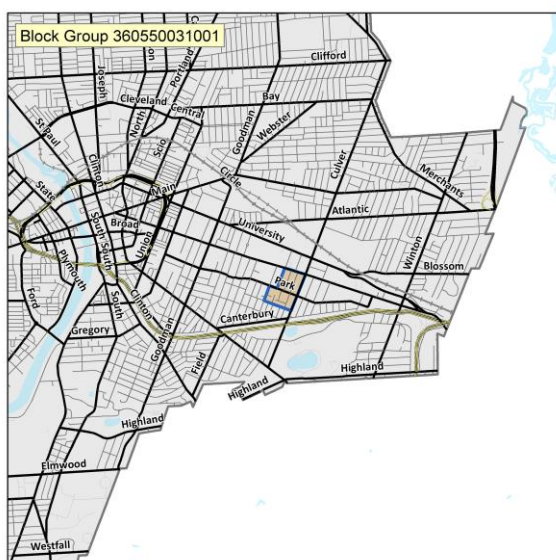 Block Group 360550031001
Clifford
Joseph
Portland
North
Cleveland
Central
Bay
Goodman
Webster
St Paul
Scio
Culver
Merchants
Clinton
State
Main
Circle
Atlantic
Broad
University
Union
Winton
South
South
Plymouth
Blossom
Park
Ford
South
Clinton
Canterbury
Gregory
Goodman
Field
Highland
Highland
Highland
Elmwood
Westfall